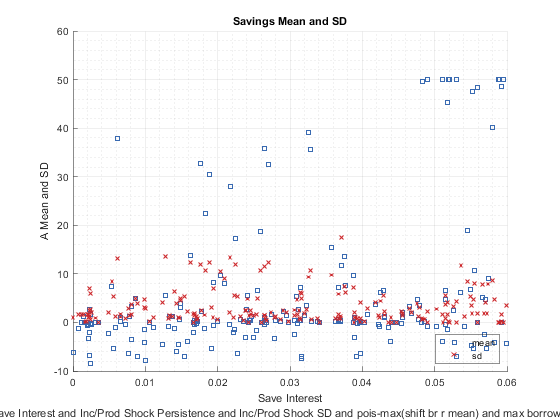 Savings Mean and SD
60
50
40
30
20
10
0
-10
A Mean and SD
0
0.01
0.02
0.03
0.04
0.05
0.06
Save Interest
mean
sd
ave Interest and Inc/Prod Shock Persistence and Inc/Prod Shock SD and pois-max(shift br r mean) and max borrow